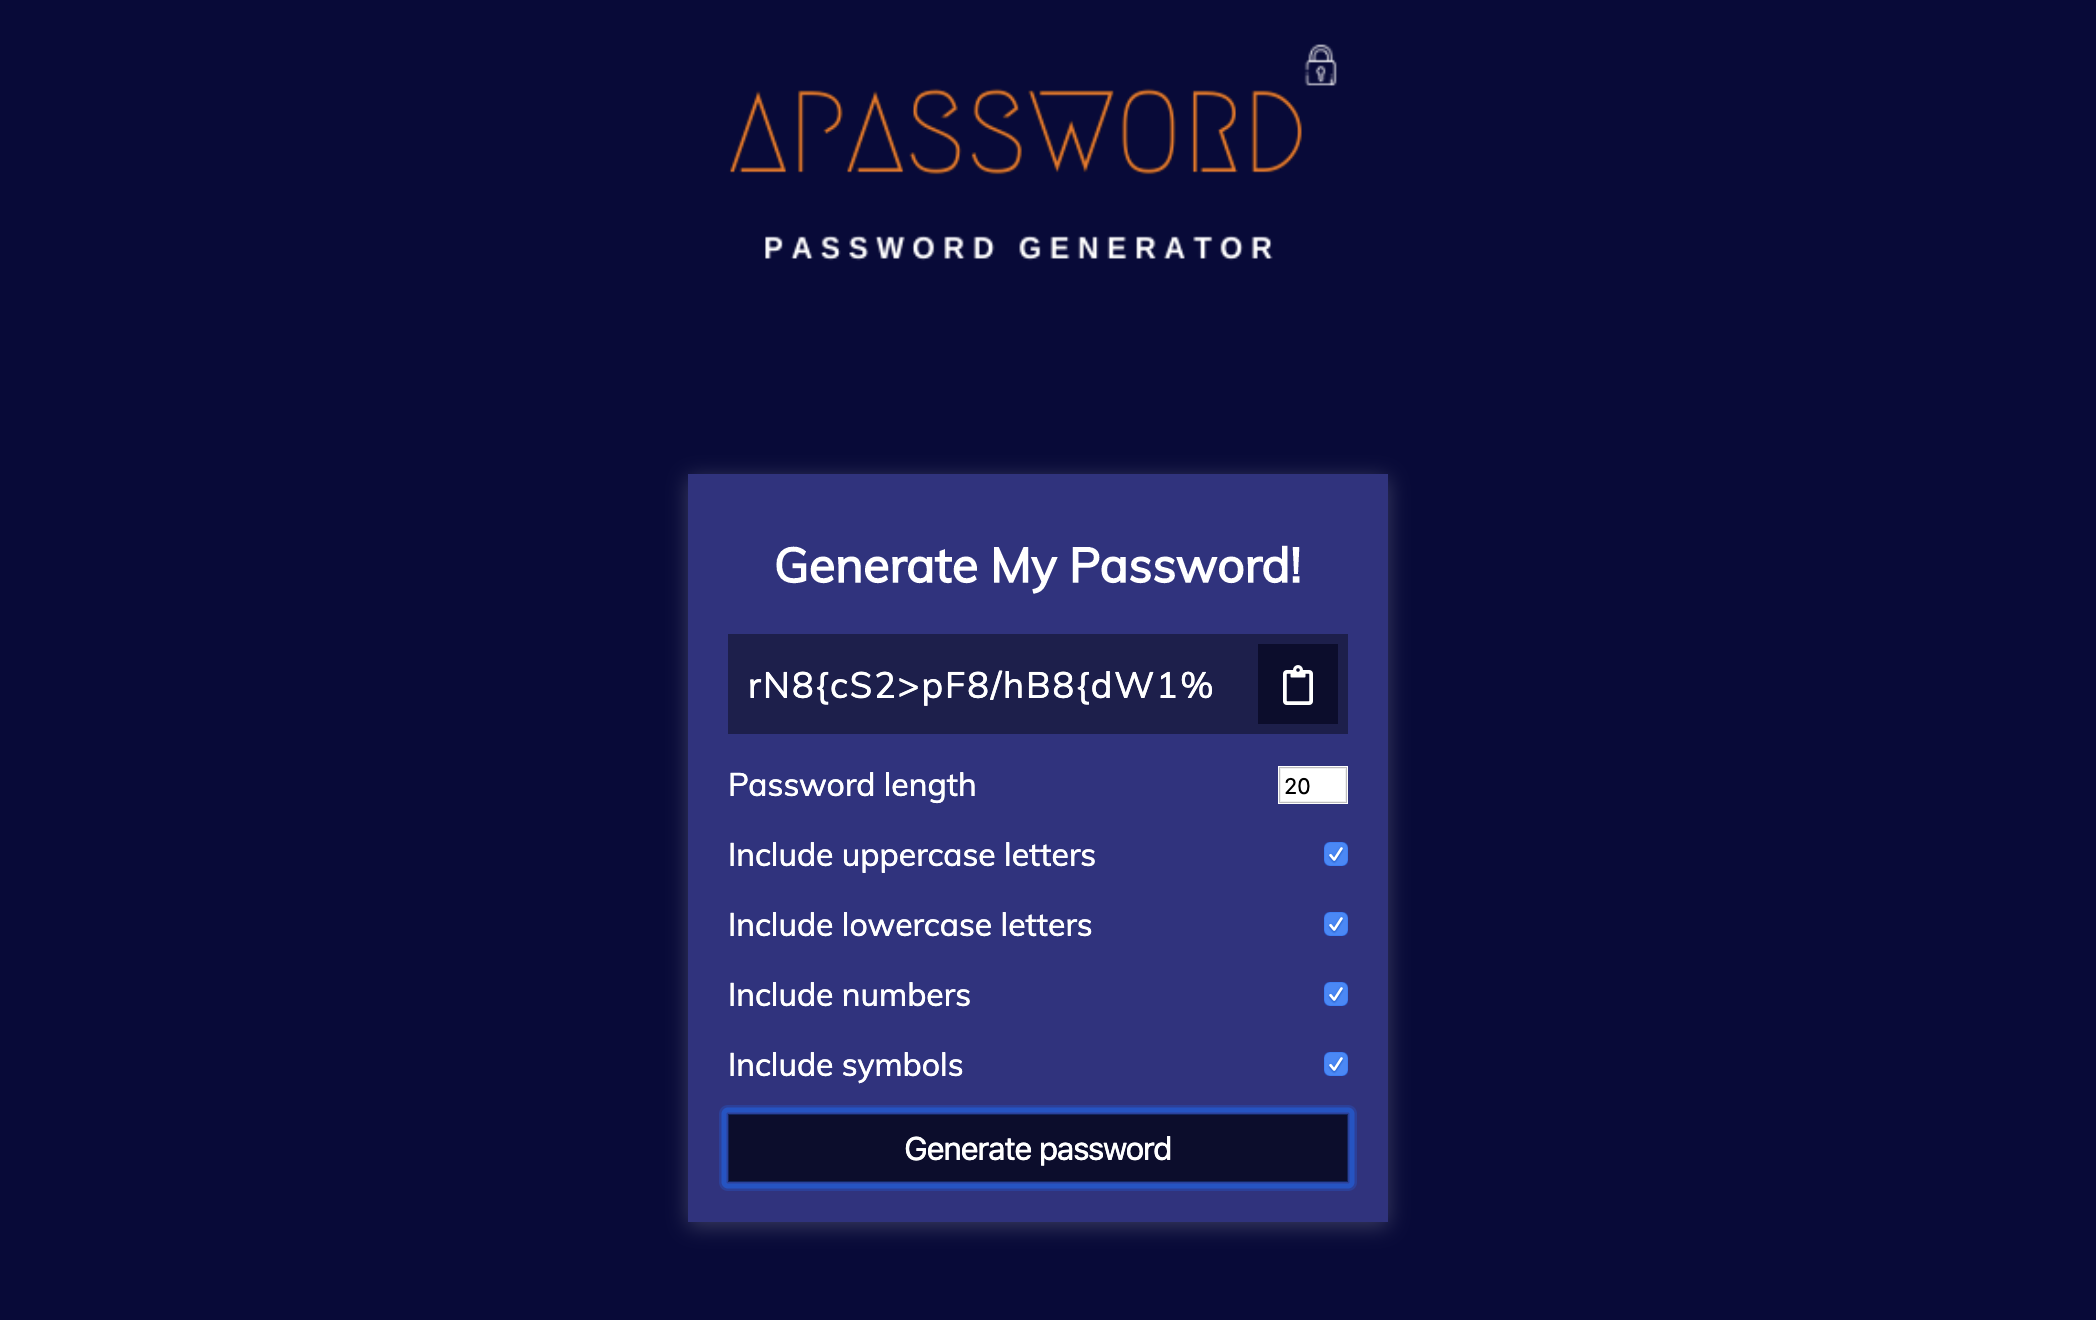 APASSWORD
PASSWORD GENERATOR
Generate My Password!
rN8{cS2>pF8/hB8{dW1%
Password length
20
Include uppercase letters
Include lowercase letters
Include numbers
Include symbols
Generate password